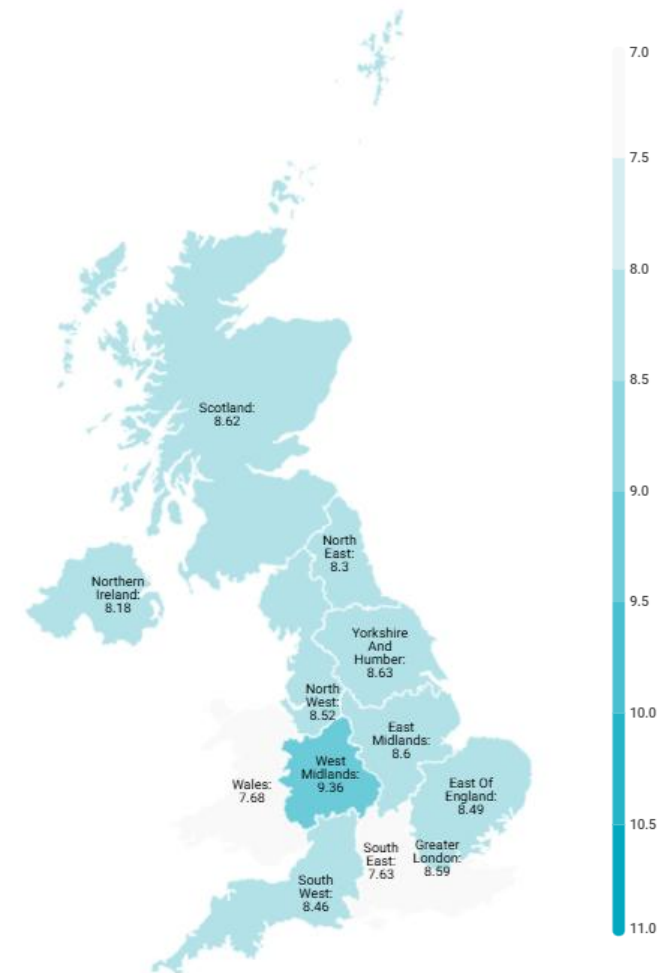 7.0
7.5
8.0
8.5
9.0
9.5
10.0
10.5
11.0
Scotland:
8.62
North
East:
8.3
Northern
Ireland:
8.18
Yorkshire
And
Humber:
8.63
North
West:
8.52
East
Midlands:
8.6
West
Midlands:
9.36
Wales:
7.68
East Of
England:
8.49
South
East:
7.63
Greater
London:
8.59
South
West:
8.46